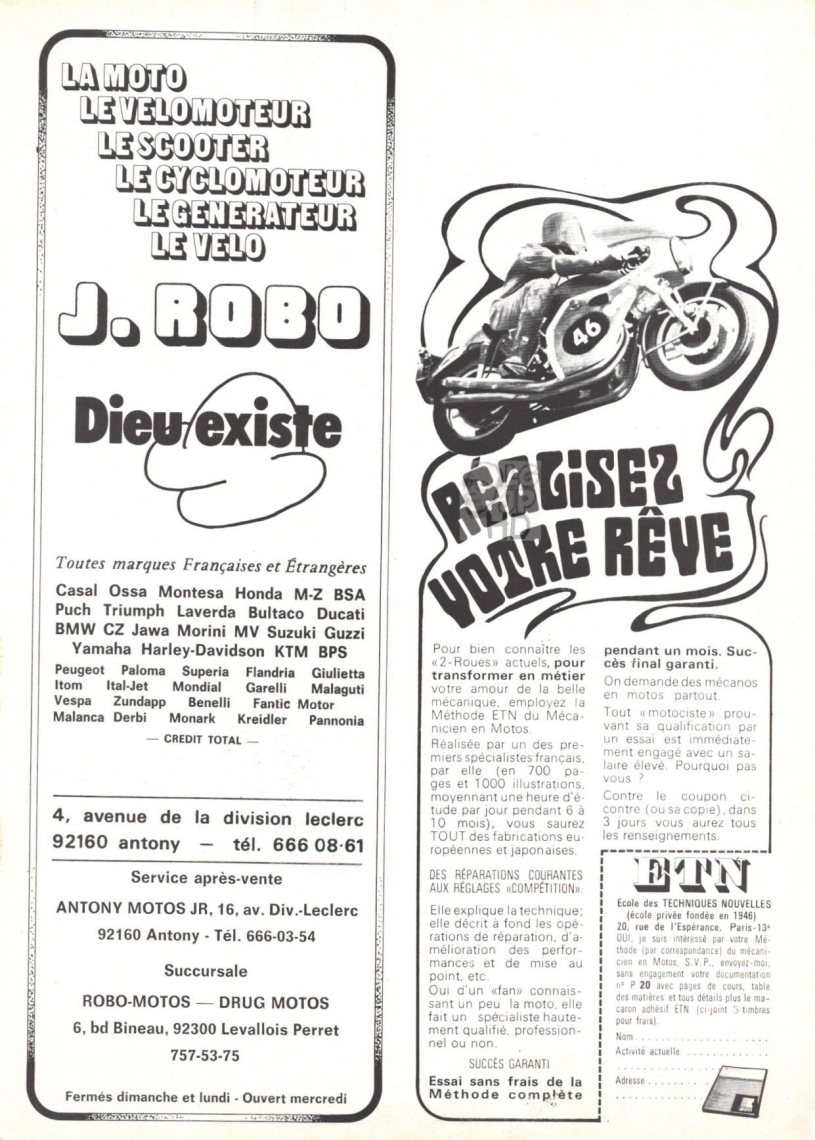 LA MOTO
LE VELOMOTEUR
LE SCOOTER
LE CYCLOMOTEUR
LE GENERATEUR
LE VELO
J. ROBO
Dieu existe
Toutes marques Françaises et Étrangères
Casal Ossa Montesa Honda M-Z BSA
Puch Triumph Laverda Bultaco Ducati
BMW CZ Jawa Morini MV Suzuki Guzzi
Yamaha Harley-Davidson KTM BPS
Peugeot Paloma Superia Flandria Giulietta
Itom Ital-Jet Mondial Garelli Malaguti
Vespa Zundapp Benelli Fantic Motor
Malanca Derbi Monark Kreidler Pannonia
— CREDIT TOTAL —
4, avenue de la division leclerc
92160 antony — tél. 666 08-61
Service après-vente
ANTONY MOTOS JR, 16, av. Div.-Leclerc
92160 Antony - Tél. 666-03-54
Succursale
ROBO-MOTOS — DRUG MOTOS
6, bd Bineau, 92300 Levallois Perret
757-53-75
Fermés dimanche et lundi - Ouvert mercredi
46
RÉALISEZ
VOTRE RÊVE
Pour bien connaître les
«2-Roues» actuels, pour
transformer en métier
votre amour de la belle
mécanique, employez la
Méthode ETN du Méca-
nicien en Motos.
Réalisée par un des pre-
miers spécialistes français,
par elle (en 700 pa-
ges et 1000 illustrations,
moyennant une heure d'é-
tude par jour pendant 6 à
10 mois), vous saurez
TOUT des fabrications eu-
ropéennes et japonaises.
DES RÉPARATIONS COURANTES
AUX RÉGLAGES «COMPÉTITION».
Elle explique la technique;
elle décrit à fond les opé-
rations de réparation, d'a-
mélioration des perfor-
mances et de mise au
point, etc.
Oui d'un «fan» connais-
sant un peu la moto, elle
fait un spécialiste haute-
ment qualifié, profession-
nel ou non.
SUCCÈS GARANTI
Essai sans frais de la
Méthode complète
pendant un mois. Suc-
cès final garanti.
On demande des mécanos
en motos partout.
Tout «motociste» prou-
vant sa qualification par
un essai est immédiate-
ment engagé avec un sa-
laire élevé. Pourquoi pas
vous ?
Contre le coupon ci-
contre (ou sa copie), dans
3 jours vous aurez tous
les renseignements.
ETN
Ecole des TECHNIQUES NOUVELLES
(école privée fondée en 1946)
20, rue de l'Espérance, Paris-13e
OUI, je suis intéressé par votre Mé-
thode (par correspondance) du mécani-
cien en Motos, S.V.P., envoyez-moi,
sans engagement votre documentation
n° P 20 avec pages de cours, table
des matières et tous détails plus le ma-
caron adhésif ETN (ci-joint 3 timbres
pour frais).
Nom
Activité actuelle
Adresse